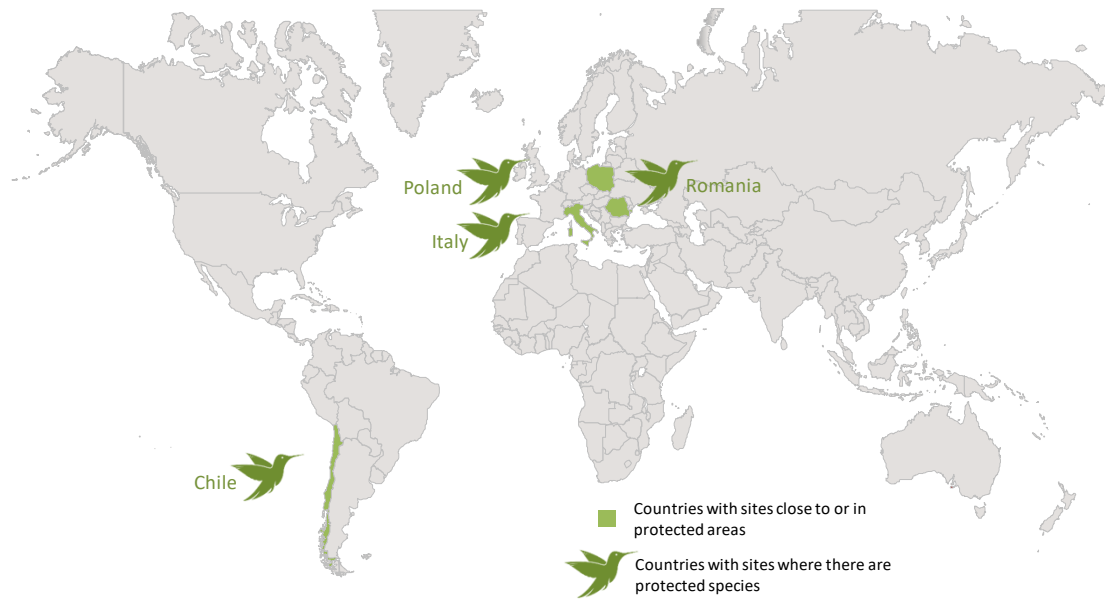 Poland
Romania
Italy
Chile
Countries with sites close to or in
protected areas
Countries with sites where there are
protected species